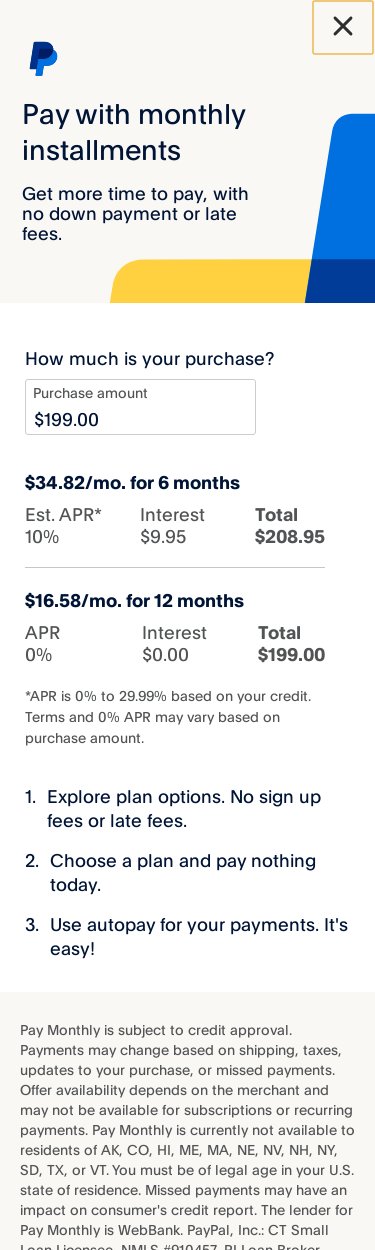 Pay with monthly
installments
Get more time to pay, with
no down payment or late
fees.
How much is your purchase?
Purchase amount
$199.00
$34.82/mo. for 6 months
Est. APR* Interest Total
10% $9.95 $208.95
$16.58/mo. for 12 months
APR Interest Total
0% $0.00 $199.00
*APR is 0% to 29.99% based on your credit.
Terms and 0% APR may vary based on
purchase amount.
1. Explore plan options. No sign up
fees or late fees.
2. Choose a plan and pay nothing
today.
3. Use autopay for your payments. It's
easy!
Pay Monthly is subject to credit approval.
Payments may change based on shipping, taxes,
updates to your purchase, or missed payments.
Offer availability depends on the merchant and
may not be available for subscriptions or recurring
payments. Pay Monthly is currently not available to
residents of AK, CO, HI, ME, MA, NE, NV, NH, NY,
SD, TX, or VT. You must be of legal age in your U.S.
state of residence. Missed payments may have an
impact on consumer's credit report. The lender for
Pay Monthly is WebBank. PayPal, Inc.: CT Small
Loan Licensee. NMLS #910457. RI Loan Broker